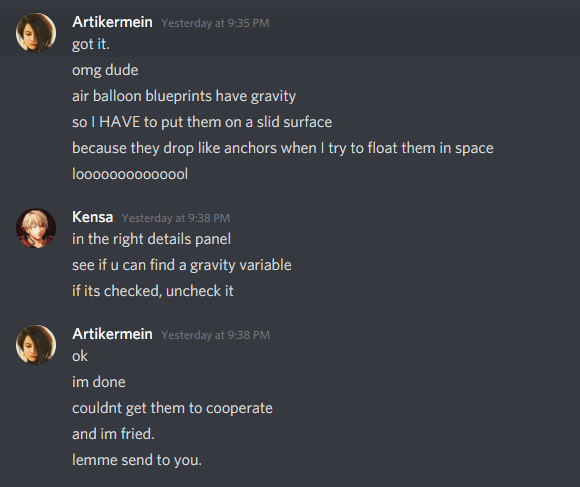 Artikermein Yesterday at 9:35 PM
got it.
omg dude
air balloon blueprints have gravity
so I HAVE to put them on a slid surface
because they drop like anchors when I try to float them in space
looooooooooooool
Kensa Yesterday at 9:38 PM
in the right details panel
see if u can find a gravity variable
if its checked, uncheck it
Artikermein Yesterday at 9:38 PM
ok
im done
couldnt get them to cooperate
and im fried.
lemme send to you.